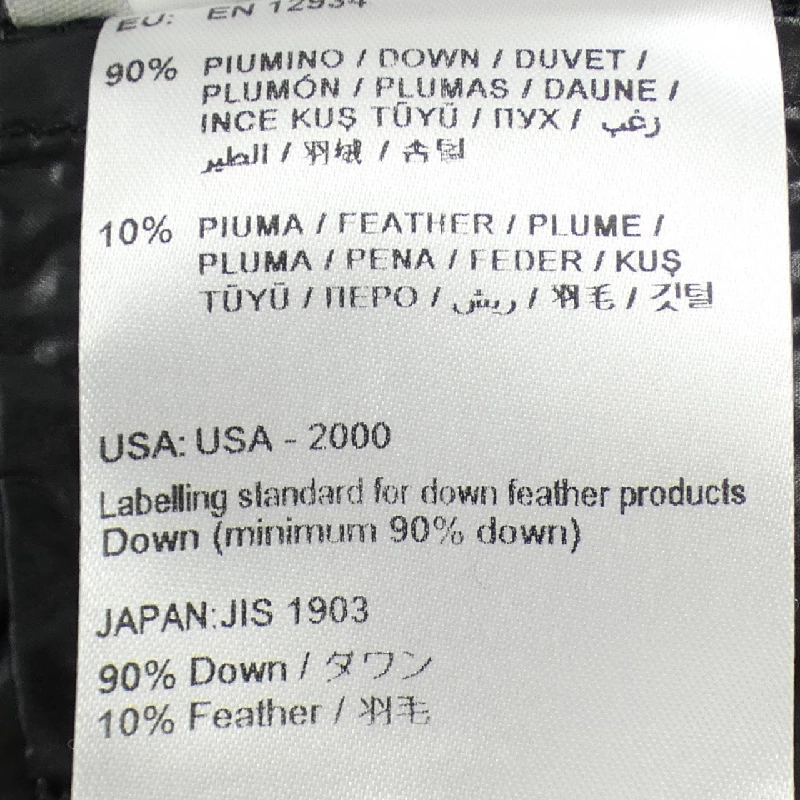 EU: EN 12934
90% PIUMINO / DOWN / DUVET /
PLUMÓN / PLUMAS / DAUNE /
INCE KUŞ TÜYÜ / ПУХ / زغب
الطير / 羽绒 / 솜털
10% PIUMA / FEATHER / PLUME /
PLUMA / PENA / FEDER / KUŞ
TÜYÜ / ПЕРО / ريش / 羽毛 / 깃털
USA: USA - 2000
Labelling standard for down feather products
Down (minimum 90% down)
JAPAN:JIS 1903
90% Down / ダウン
10% Feather / 羽毛